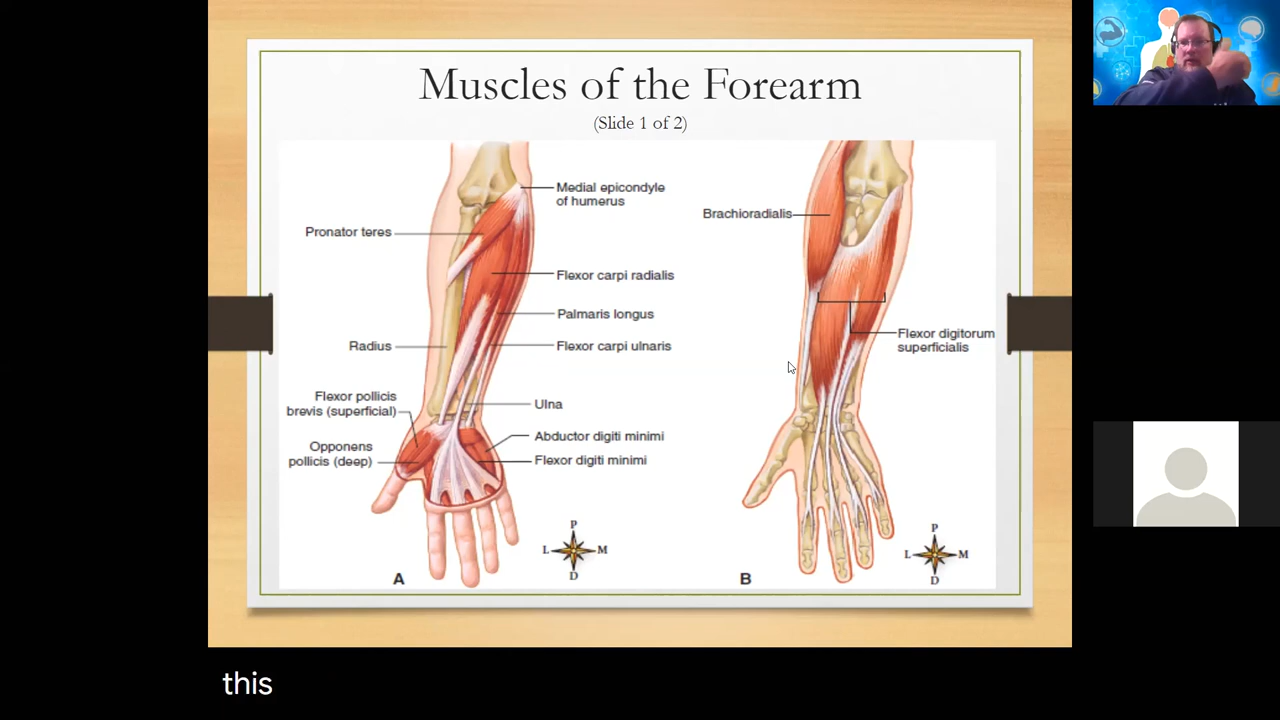 Muscles of the Forearm
(Slide 1 of 2)
Medial epicondyle
of humerus
Pronator teres
Flexor carpi radialis
Palmaris longus
Radius
Flexor carpi ulnaris
Flexor pollicis
brevis (superficial)
Ulna
Opponens
pollicis (deep)
Abductor digiti minimi
Flexor digiti minimi
P
L M
D
A
Brachioradialis
Flexor digitorum
superficialis
P
L M
D
B
this